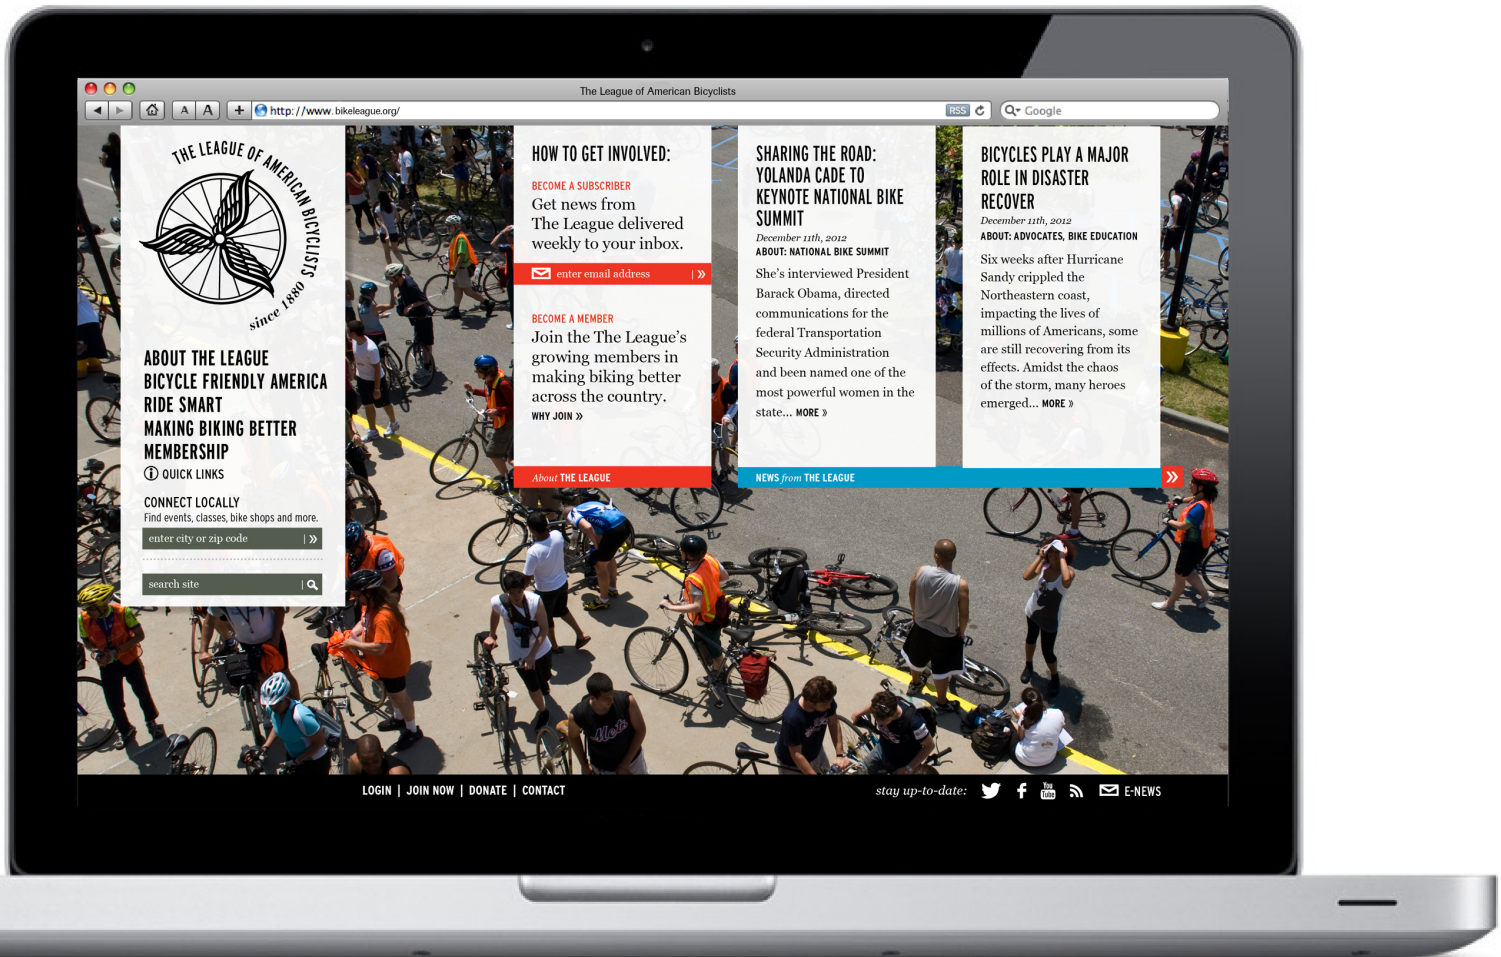 The League of American Bicyclists
A A + http://www.bikeleague.org/ RSS Google
THE LEAGUE OF AMERICAN BICYCLISTS
since 1880
ABOUT THE LEAGUE
BICYCLE FRIENDLY AMERICA
RIDE SMART
MAKING BIKING BETTER
MEMBERSHIP
i QUICK LINKS
CONNECT LOCALLY
Find events, classes, bike shops and more.
enter city or zip code | »
search site |
HOW TO GET INVOLVED:
BECOME A SUBSCRIBER
Get news from
The League delivered
weekly to your inbox.
enter email address | »
BECOME A MEMBER
Join the The League's
growing members in
making biking better
across the country.
WHY JOIN »
About THE LEAGUE
SHARING THE ROAD:
YOLANDA CADE TO
KEYNOTE NATIONAL BIKE
SUMMIT
December 11th, 2012
ABOUT: NATIONAL BIKE SUMMIT
She's interviewed President
Barack Obama, directed
communications for the
federal Transportation
Security Administration
and been named one of the
most powerful women in the
state... MORE »
BICYCLES PLAY A MAJOR
ROLE IN DISASTER
RECOVER
December 11th, 2012
ABOUT: ADVOCATES, BIKE EDUCATION
Six weeks after Hurricane
Sandy crippled the
Northeastern coast,
impacting the lives of
millions of Americans, some
are still recovering from its
effects. Amidst the chaos
of the storm, many heroes
emerged... MORE »
NEWS from THE LEAGUE »
Mets
LOGIN | JOIN NOW | DONATE | CONTACT
stay up-to-date: You Tube E-NEWS